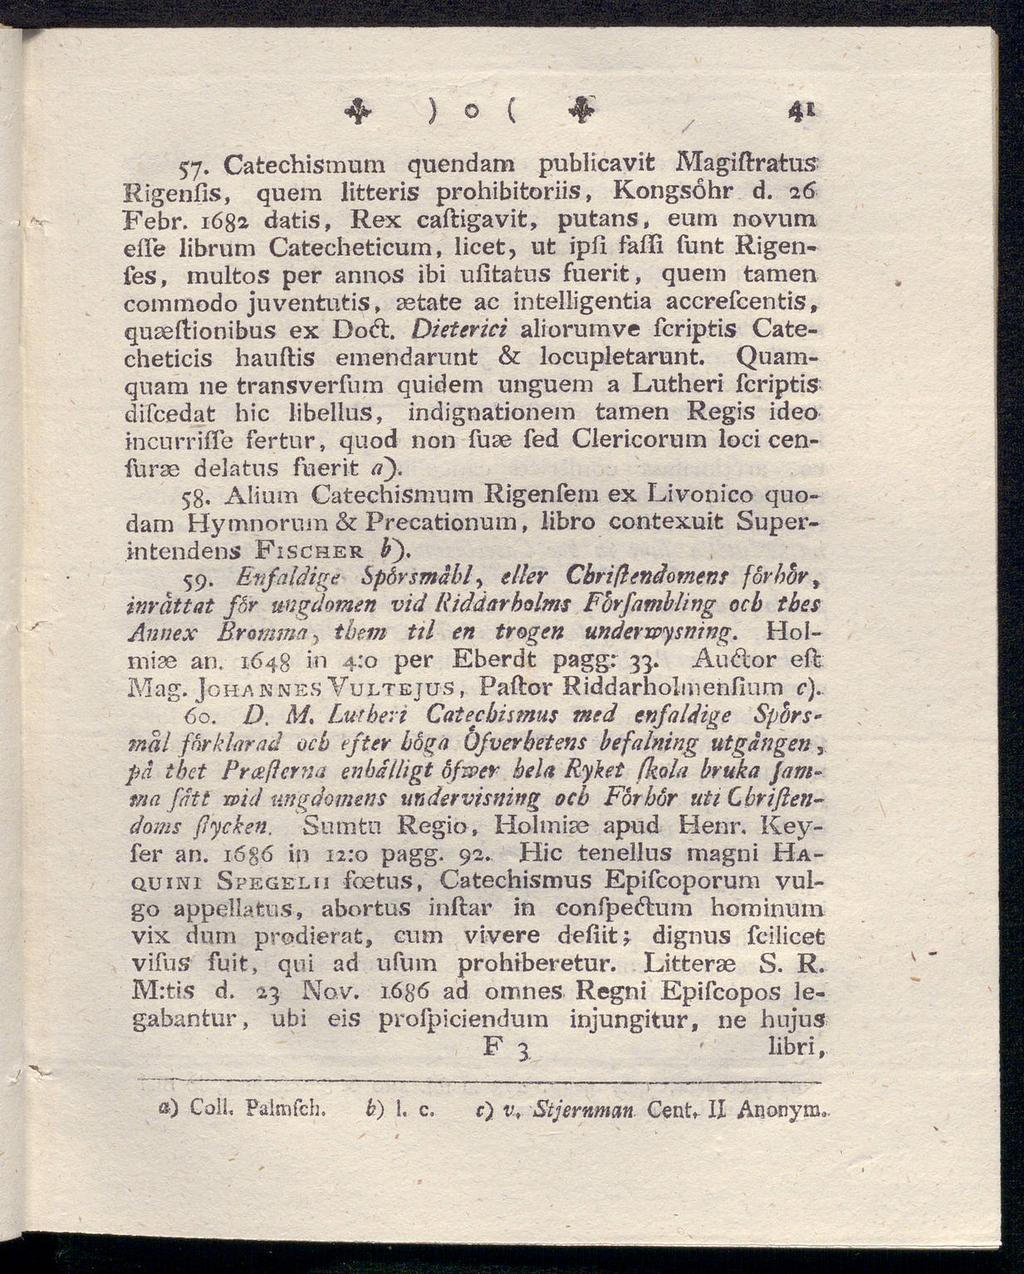 ) o ( 41
57. Catechismum quendam publicavit Magiſtratus
Rigenſis, quem litteris prohibitoriis, Kongsöhr d. 26
Febr. 1682 datis, Rex caſtigavit, putans, eum novum
eſſe librum Catecheticum, licet, ut ipſi faſſi ſunt Rigen-
ſes, multos per annos ibi uſitatus fuerit, quem tamen
commodo juventutis, ætate ac intelligentia accreſcentis,
quæſtionibus ex Doct. Dieterici aliorumve ſcriptis Cate-
cheticis hauſtis emendarunt & locupletarunt. Quam-
quam ne transverſum quidem unguem a Lutheri ſcriptis
diſcedat hic libellus, indignationem tamen Regis ideo
incurriſſe fertur, quod non ſuæ ſed Clericorum loci cen-
ſuræ delatus fuerit a).
58. Alium Catechismum Rigenſem ex Livonico quo-
dam Hymnorum & Precationum, libro contexuit Super-
intendens FISCHER b).
59. Enfaldige Spörsmåhl, eller Chriſtendomens förhör,
inrättat för ungdomen vid Riddarholms Förſambling och thes
Annex Bromma, them til en trogen underwysning. Hol-
miæ an. 1648 in 4:o per Eberdt pagg: 33. Auctor eſt
Mag. JOHANNES VULTEJUS, Paſtor Riddarholmenſium c).
60. D. M. Lutheri Catechismus med enfaldige Spörs-
mål förklarad och efter höga Öfverhetens befalning utgången,
på thet Præſterna enhälligt öfwer hela Ryket ſkola bruka ſam-
ma ſätt wid ungdomens undervisning och Förhör uti Chriſten-
doms ſtycken. Sumtu Regio, Holmiæ apud Henr. Key-
ſer an. 1686 in 12:o pagg. 92. Hic tenellus magni HA-
QUINI SPEGELII fœtus, Catechismus Epiſcoporum vul-
go appellatus, abortus inſtar in conſpectum hominum
vix dum prodierat, cum vivere deſiit; dignus ſcilicet
viſus fuit, qui ad uſum prohiberetur. Litteræ S. R.
M:tis d. 23 Nov. 1686 ad omnes Regni Epiſcopos le-
gabantur, ubi eis proſpiciendum injungitur, ne hujus
F 3 libri,
a) Coll. Palmſch. b) l. c. c) v. Stjernman Cent. II Anonym.